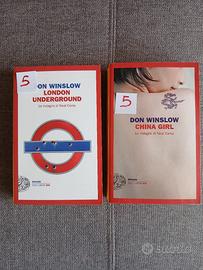 5
DON WINSLOW
LONDON
UNDERGROUND
Le indagini di Neal Carey
5
DON WINSLOW
CHINA GIRL
Le indagini di Neal Carey
subito